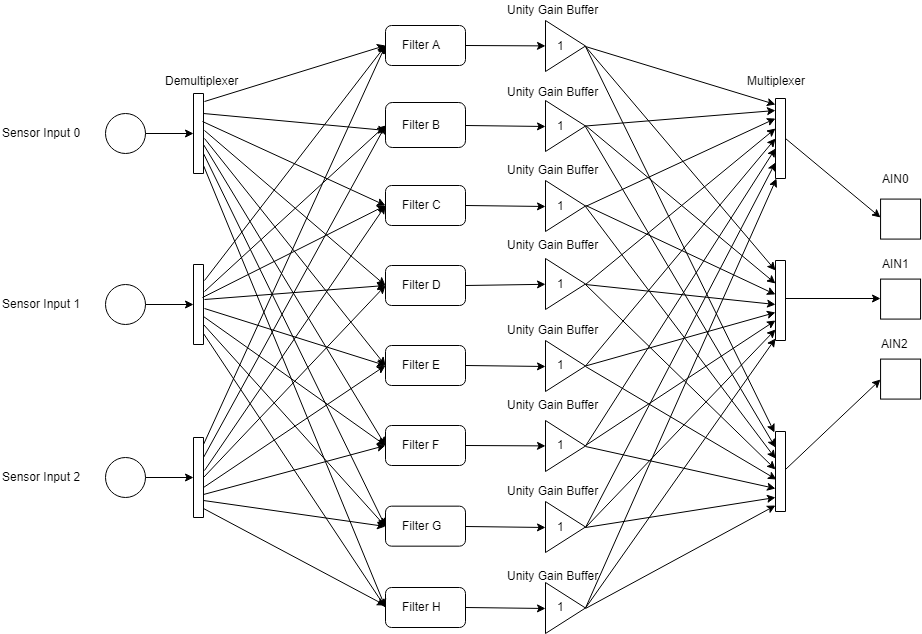 Unity Gain Buffer
Filter A
1
Demultiplexer
Multiplexer
Unity Gain Buffer
Sensor Input 0
Filter B
1
Unity Gain Buffer
AIN0
Filter C
1
Unity Gain Buffer
AIN1
Filter D
1
Sensor Input 1
Unity Gain Buffer
AIN2
Filter E
1
Unity Gain Buffer
Filter F
1
Sensor Input 2
Unity Gain Buffer
Filter G
1
Unity Gain Buffer
Filter H
1